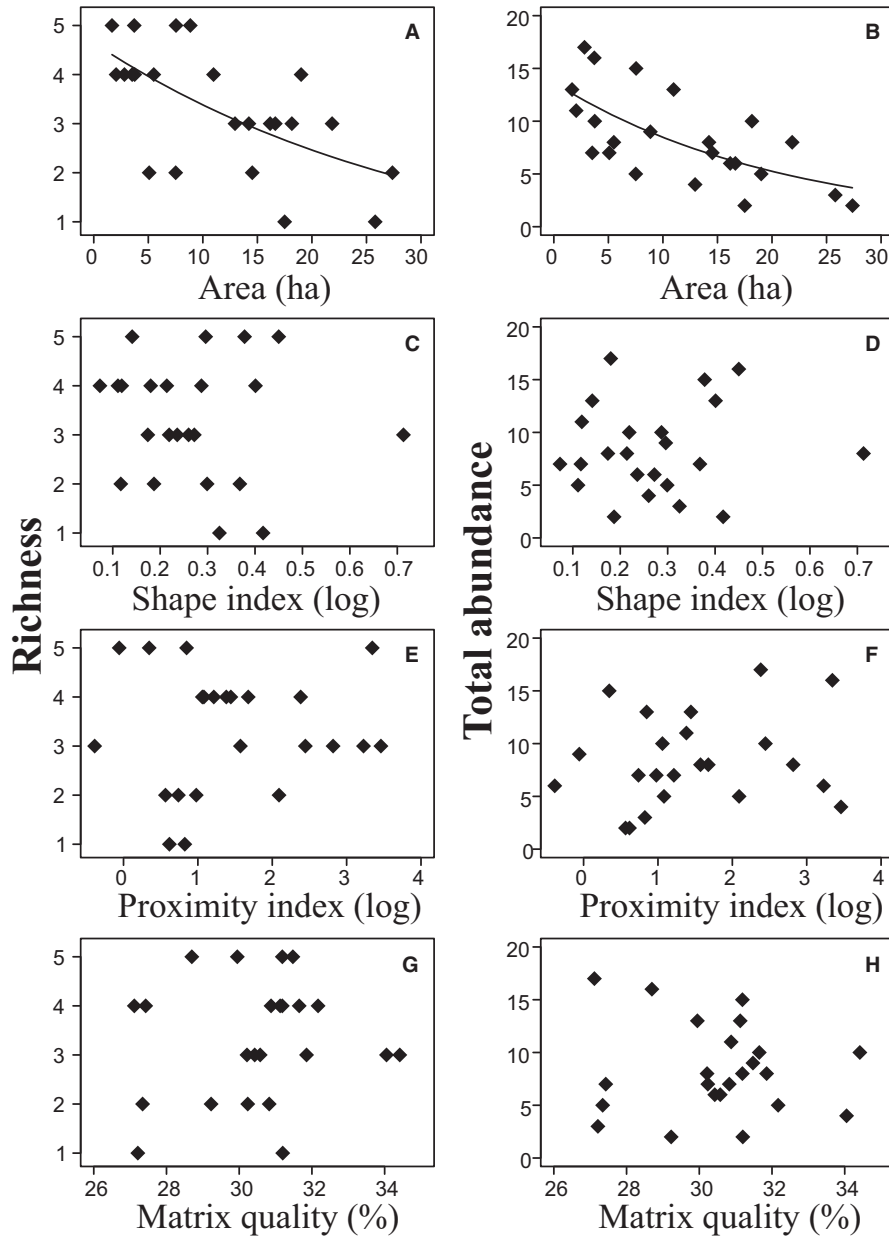 A
5
4
3
2
1
0 5 10 15 20 25 30
Area (ha)
B
20
15
10
5
0
0 5 10 15 20 25 30
Area (ha)
C
5
4
3
2
1
0.1 0.2 0.3 0.4 0.5 0.6 0.7
Shape index (log)
D
20
15
10
5
0
0.1 0.2 0.3 0.4 0.5 0.6 0.7
Shape index (log)
Richness
Total abundance
E
5
4
3
2
1
0 1 2 3 4
Proximity index (log)
F
20
15
10
5
0
0 1 2 3 4
Proximity index (log)
G
5
4
3
2
1
26 28 30 32 34
Matrix quality (%)
H
20
15
10
5
0
26 28 30 32 34
Matrix quality (%)